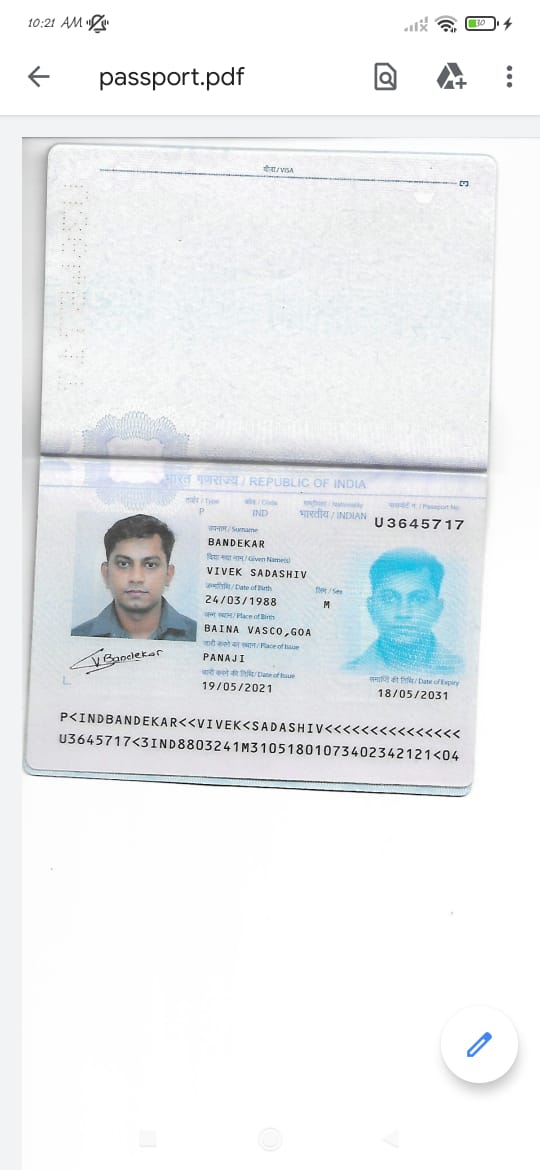 10:21 AM
30
passport.pdf
वीजा/VISA
3
भारत गणराज्य / REPUBLIC OF INDIA
टाईप / Type
कोड / Code
राष्ट्रीयता / Nationality
पासपोर्ट न. / Passport No.
P
IND
भारतीय / INDIAN
U3645717
उपनाम / Surname
BANDEKAR
दिया गया नाम / Given Name(s)
VIVEK SADASHIV
जन्मतिथि / Date of Birth
लिंग / Sex
24/03/1988
M
जन्म स्थान / Place of Birth
BAINA VASCO,GOA
जारी करने का स्थान / Place of Issue
PANAJI
जारी करने की तिथि / Date of Issue
समाप्ति की तिथि / Date of Expiry
19/05/2021
18/05/2031
V Bandekar
P<INDBANDEKAR<<VIVEK<SADASHIV<<<<<<<<<<<<<<<
U3645717<3IND8803241M31051801073402342121<04